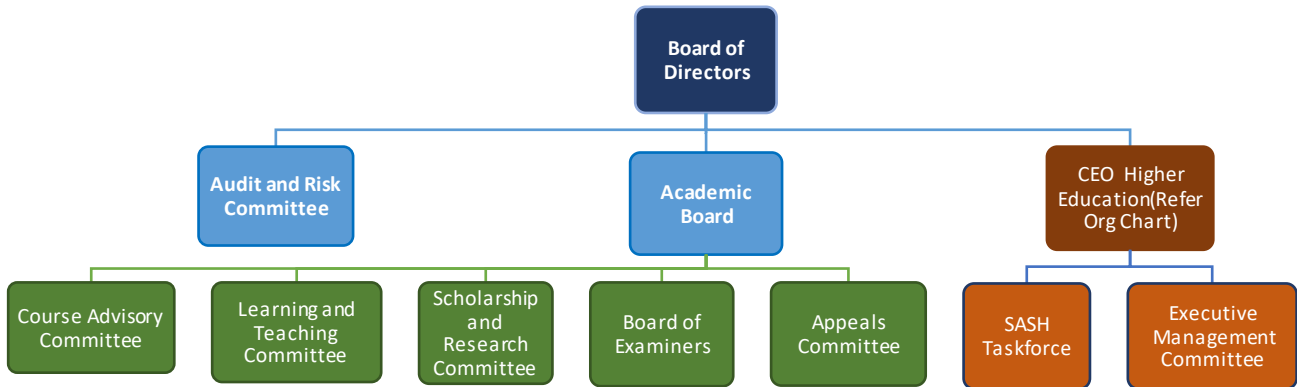 Board of
Directors
Audit and Risk
Committee
Academic
Board
CEO Higher
Education(Refer
Org Chart)
Course Advisory
Committee
Learning and
Teaching
Committee
Scholarship
and
Research
Committee
Board of
Examiners
Appeals
Committee
SASH
Taskforce
Executive
Management
Committee